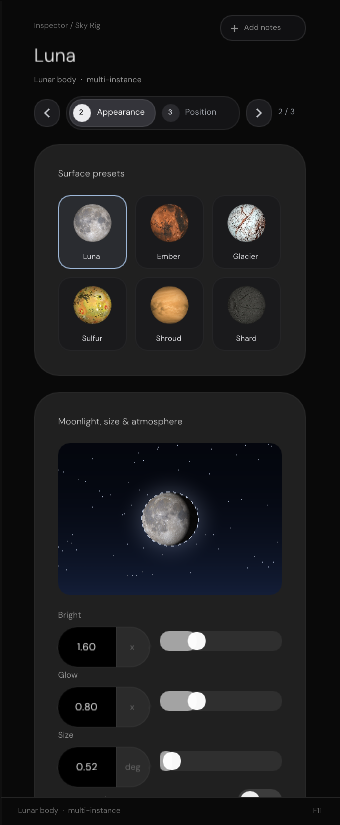 Inspector / Sky Rig
+ Add notes
Luna
Lunar body · multi-instance
2 Appearance 3 Position 2 / 3
Surface presets
Luna Ember Glacier
Sulfur Shroud Shard
Moonlight, size & atmosphere
Bright
1.60 x
Glow
0.80 x
Size
0.52 deg
Lunar body · multi-instance F11